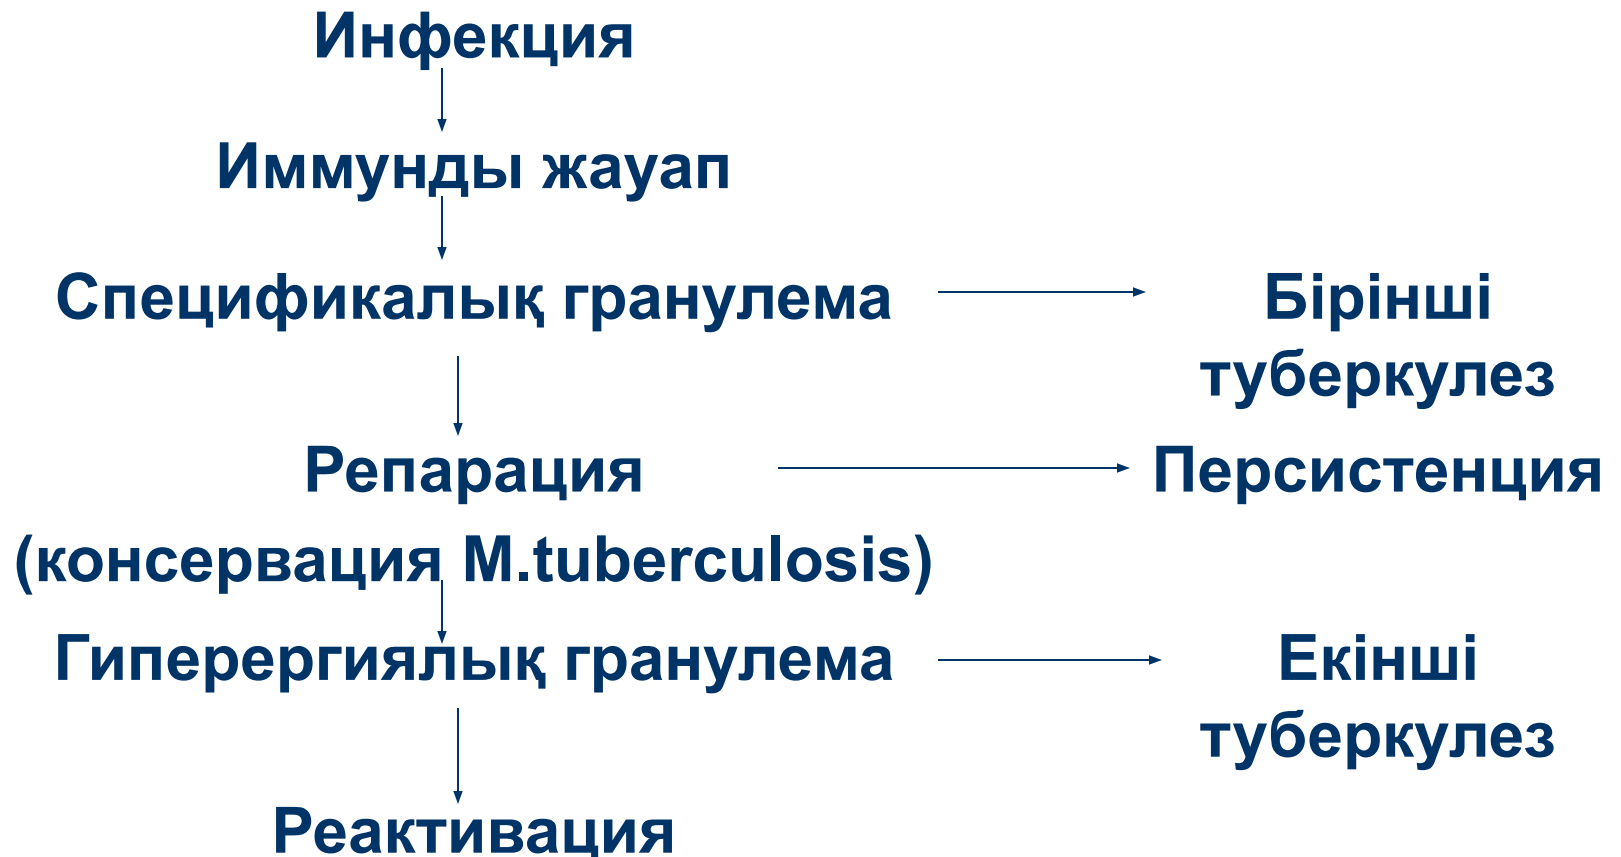 Инфекция
Иммунды жауап
Спецификалық гранулема
Бірінші
туберкулез
Репарация
Персистенция
(консервация M.tuberculosis)
Гиперергиялық гранулема
Екінші
туберкулез
Реактивация